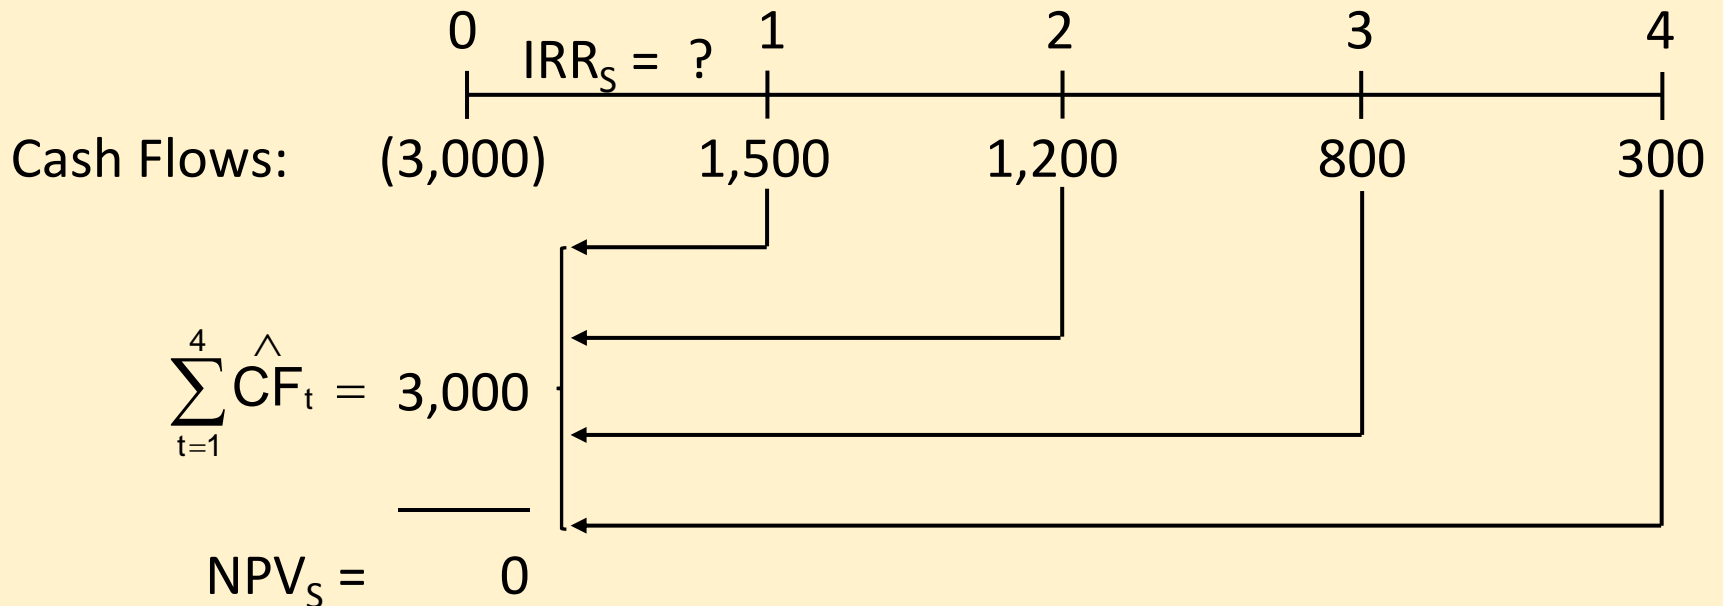 0 1 2 3 4
IRRS = ?
Cash Flows: (3,000) 1,500 1,200 800 300
4
∑ ĈFt = 3,000
t=1
NPVS = 0